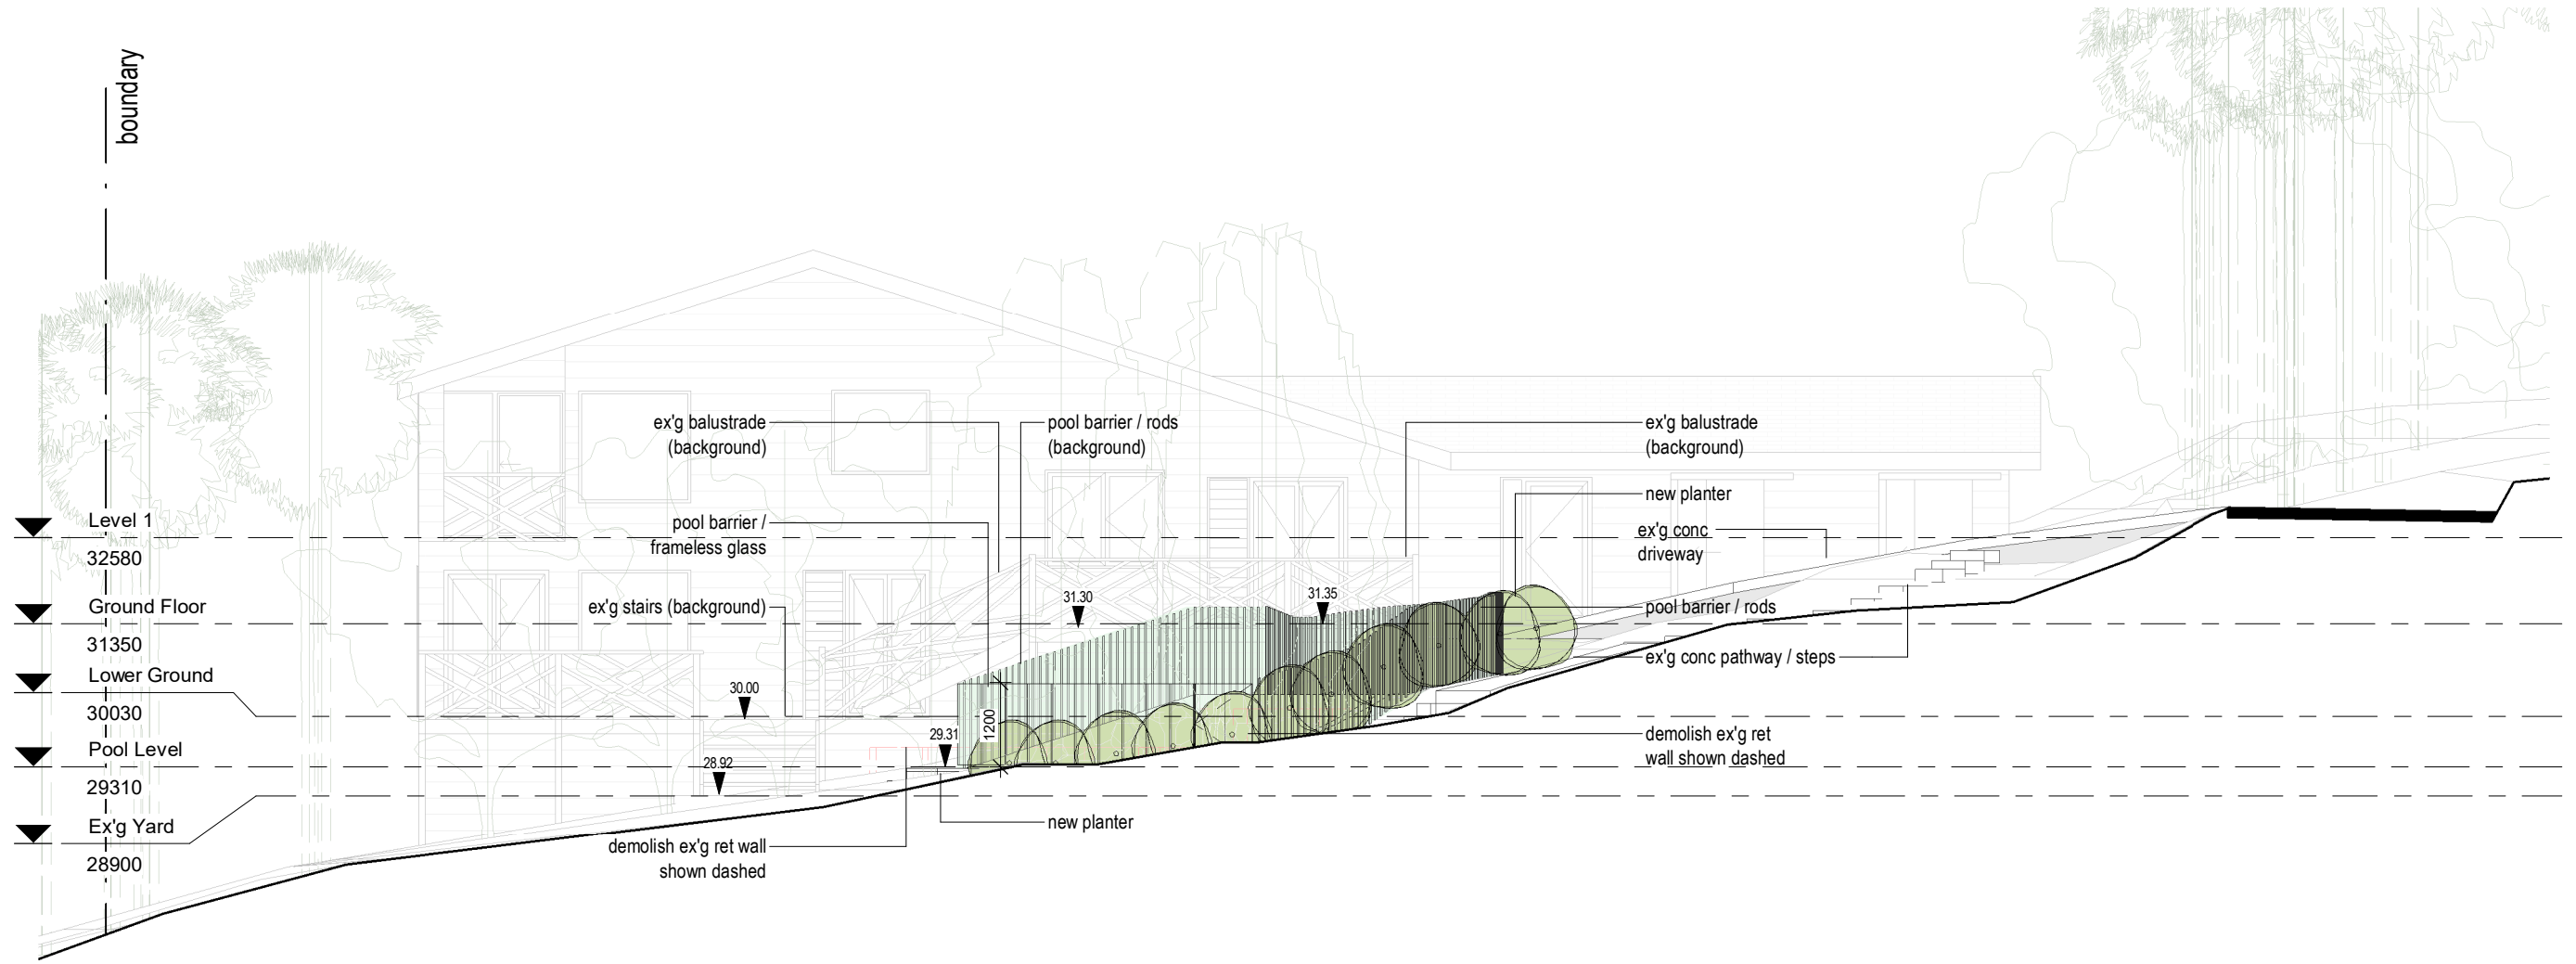 boundary
ex'g balustrade
(background)
pool barrier / rods
(background)
ex'g balustrade
(background)
new planter
pool barrier /
frameless glass
ex'g conc
driveway
Level 1
32580
ex'g stairs (background)
31.30
31.35
pool barrier / rods
Ground Floor
31350
ex'g conc pathway / steps
Lower Ground
30030
30.00
1200
29.31
demolish ex'g ret
wall shown dashed
Pool Level
29310
28.92
new planter
Ex'g Yard
28900
demolish ex'g ret wall
shown dashed